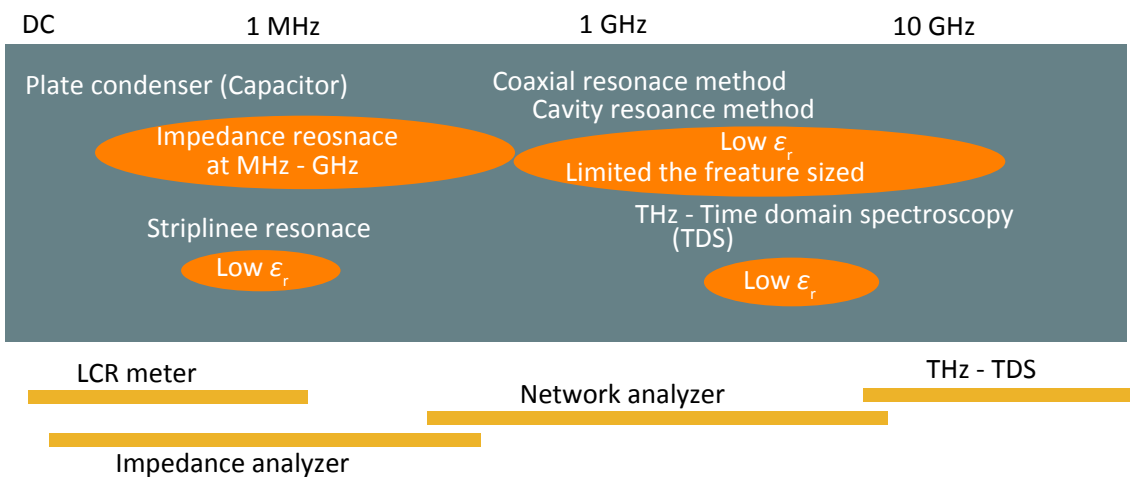 DC 1 MHz 1 GHz 10 GHz
Plate condenser (Capacitor)
Impedance reosnace
at MHz - GHz
Coaxial resonace method
Cavity resoance method
Low εr
Limited the freature sized
Striplinee resonace
Low εr
THz - Time domain spectroscopy
(TDS)
Low εr
LCR meter
THz - TDS
Network analyzer
Impedance analyzer